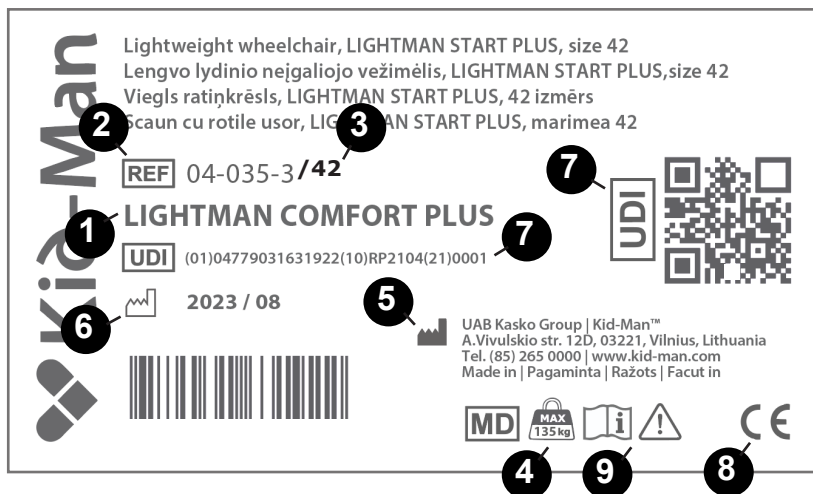 Kid-Man
Lightweight wheelchair, LIGHTMAN START PLUS, size 42
Lengvo lydinio neįgaliojo vežimėlis, LIGHTMAN START PLUS,size 42
Viegls ratiņkrēsls, LIGHTMAN START PLUS, 42 izmērs
Scaun cu rotile usor, START PLUS, marimea 42
2
3
REF 04-035-3/42
7
UDI
1 LIGHTMAN COMFORT PLUS
UDI (01)04779031631922(10)RP2104(21)0001
7
6
2023 / 08
5
UAB Kasko Group | Kid-Man™
A.Vivulskio str. 12D, 03221, Vilnius, Lithuania
Tel. (85) 265 0000 | www.kid-man.com
Made in | Pagaminta | Ražots | Facut in
MD MAX 135kg i ! CE
4
9
8